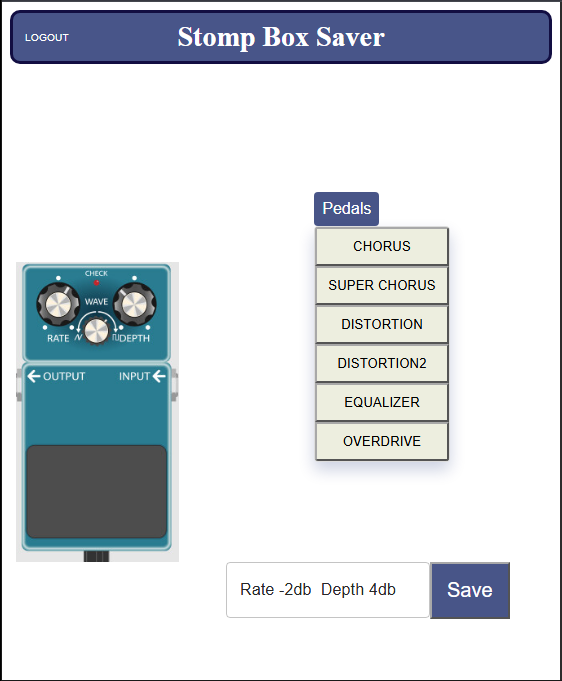 LOGOUT
Stomp Box Saver
Pedals
CHORUS
SUPER CHORUS
DISTORTION
DISTORTION2
EQUALIZER
OVERDRIVE
CHECK
WAVE
RATE
DEPTH
OUTPUT
INPUT
Rate -2db  Depth 4db
Save